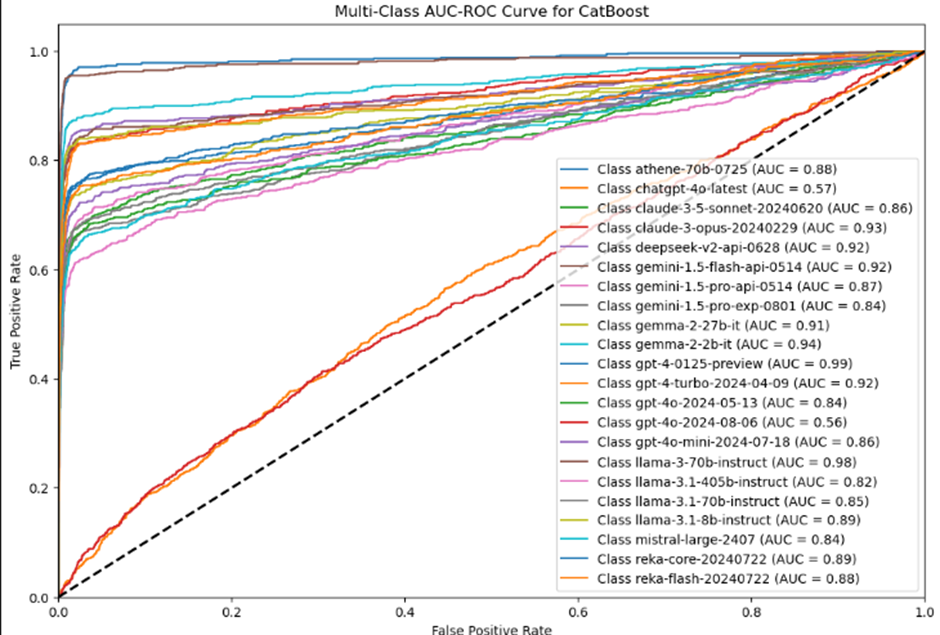 Multi-Class AUC-ROC Curve for CatBoost
1.0
0.8
0.6
0.4
0.2
0.0
True Positive Rate
Class athene-70b-0725 (AUC = 0.88)
Class chatgpt-4o-latest (AUC = 0.57)
Class claude-3-5-sonnet-20240620 (AUC = 0.86)
Class claude-3-opus-20240229 (AUC = 0.93)
Class deepseek-v2-api-0628 (AUC = 0.92)
Class gemini-1.5-flash-api-0514 (AUC = 0.92)
Class gemini-1.5-pro-api-0514 (AUC = 0.87)
Class gemini-1.5-pro-exp-0801 (AUC = 0.84)
Class gemma-2-27b-it (AUC = 0.91)
Class gemma-2-2b-it (AUC = 0.94)
Class gpt-4-0125-preview (AUC = 0.99)
Class gpt-4-turbo-2024-04-09 (AUC = 0.92)
Class gpt-4o-2024-05-13 (AUC = 0.84)
Class gpt-4o-2024-08-06 (AUC = 0.56)
Class gpt-4o-mini-2024-07-18 (AUC = 0.86)
Class llama-3-70b-instruct (AUC = 0.98)
Class llama-3.1-405b-instruct (AUC = 0.82)
Class llama-3.1-70b-instruct (AUC = 0.85)
Class llama-3.1-8b-instruct (AUC = 0.89)
Class mistral-large-2407 (AUC = 0.84)
Class reka-core-20240722 (AUC = 0.89)
Class reka-flash-20240722 (AUC = 0.88)
0.0 0.2 0.4 0.6 0.8 1.0
False Positive Rate